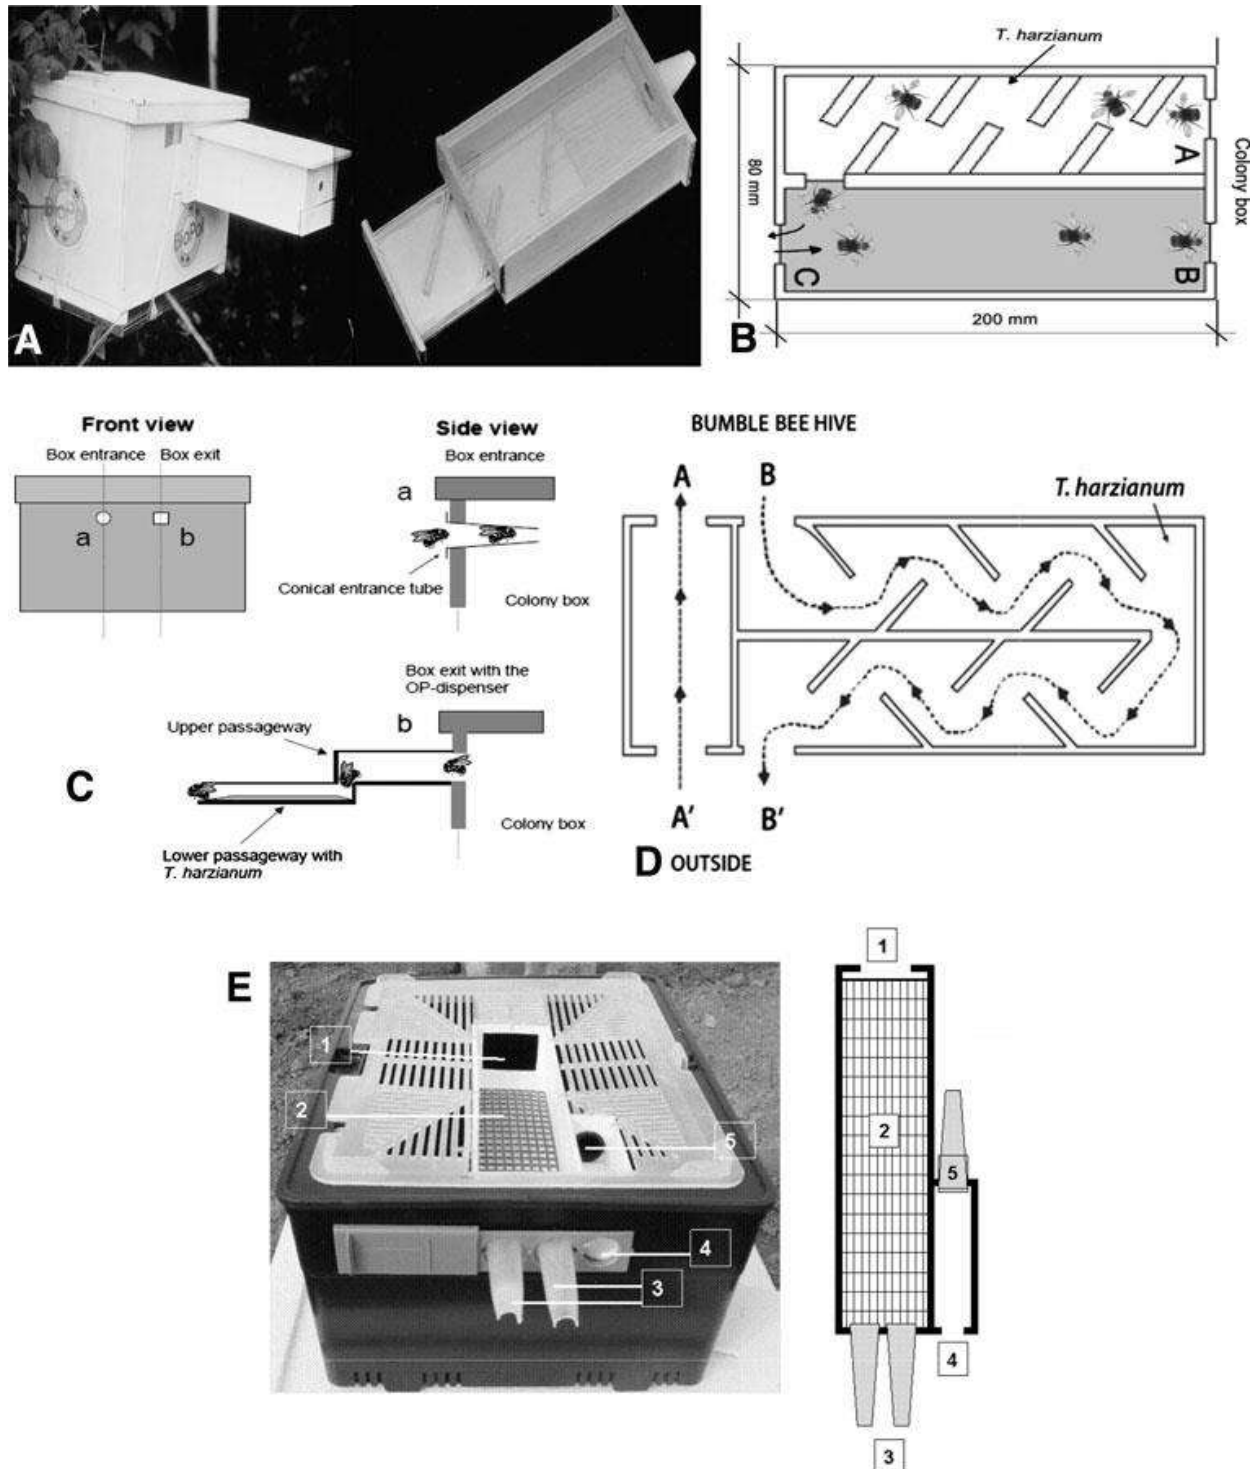 A
T. harzianum
A
B
C
80 mm
200 mm
Colony box
B
Front view
Box entrance
Box exit
a
b
Side view
Box entrance
a
Conical entrance tube
Colony box
Box exit with the
OP-dispenser
b
Upper passageway
Colony box
Lower passageway with
T. harzianum
C
BUMBLE BEE HIVE
A
B
T. harzianum
A'
B'
D OUTSIDE
E
1
2
5
4
3
1
2
5
4
3